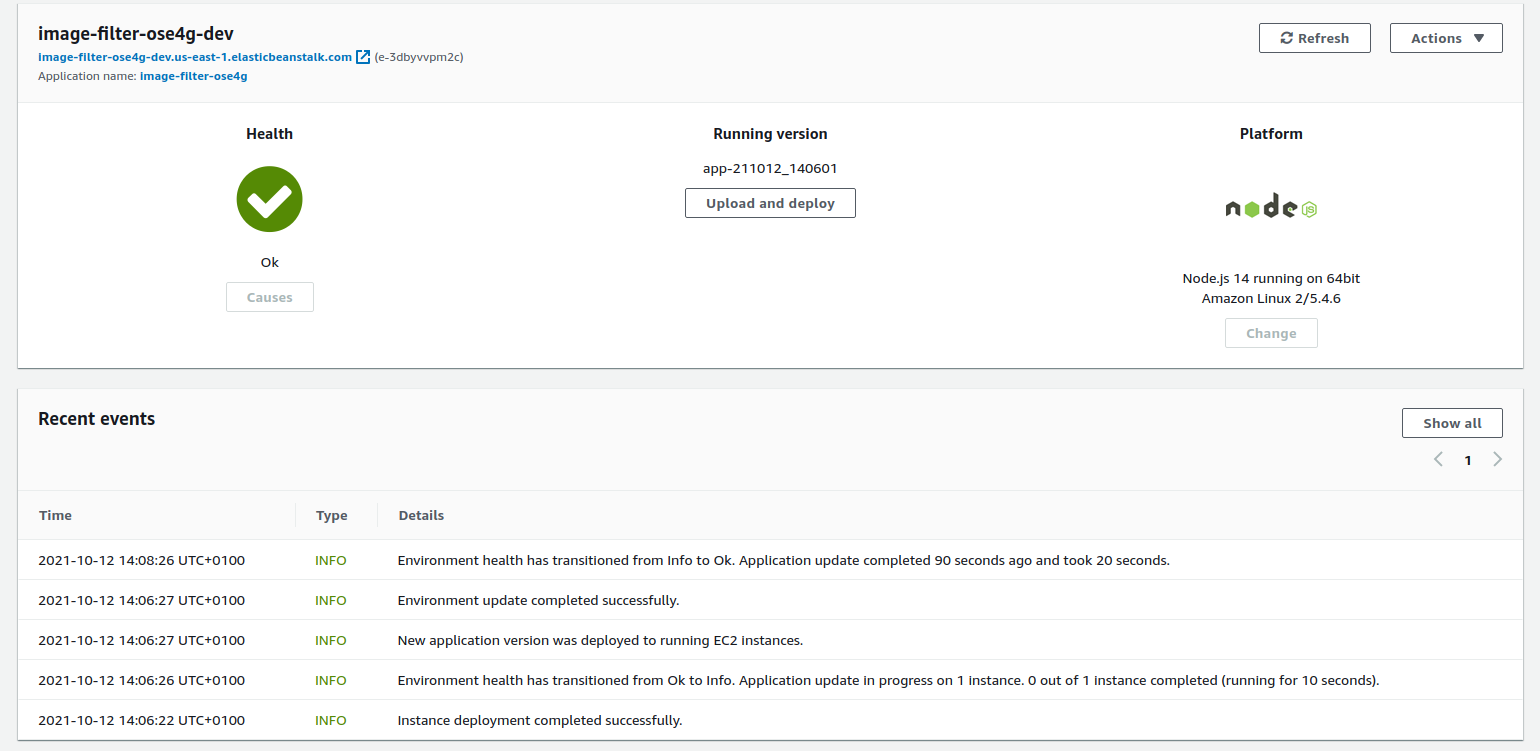 image-filter-ose4g-dev
image-filter-ose4g-dev.us-east-1.elasticbeanstalk.com (e-3dbyvvpm2c)
Application name: image-filter-ose4g
Refresh
Actions
Health
Ok
Causes
Running version
app-211012_140601
Upload and deploy
Platform
node JS
Node.js 14 running on 64bit
Amazon Linux 2/5.4.6
Change
Recent events
Show all
1
Time Type Details
2021-10-12 14:08:26 UTC+0100 INFO Environment health has transitioned from Info to Ok. Application update completed 90 seconds ago and took 20 seconds.
2021-10-12 14:06:27 UTC+0100 INFO Environment update completed successfully.
2021-10-12 14:06:27 UTC+0100 INFO New application version was deployed to running EC2 instances.
2021-10-12 14:06:26 UTC+0100 INFO Environment health has transitioned from Ok to Info. Application update in progress on 1 instance. 0 out of 1 instance completed (running for 10 seconds).
2021-10-12 14:06:22 UTC+0100 INFO Instance deployment completed successfully.